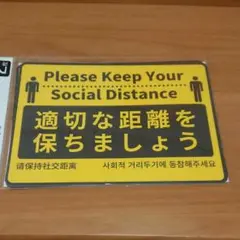 Please Keep Your
Social Distance
適切な距離を
保ちましょう
请保持社交距离 사회적 거리두기에 동참해주세요